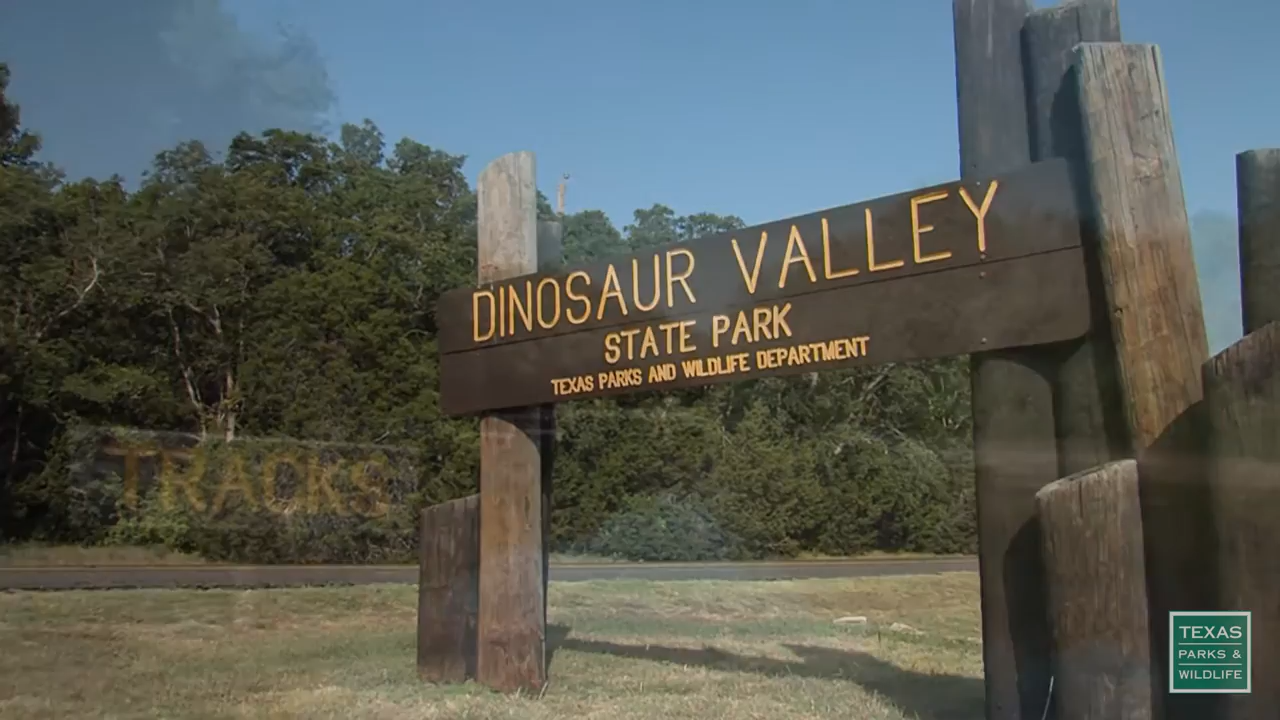 DINOSAUR VALLEY
STATE PARK
TEXAS PARKS AND WILDLIFE DEPARTMENT
TRACKS
TEXAS
PARKS &
WILDLIFE